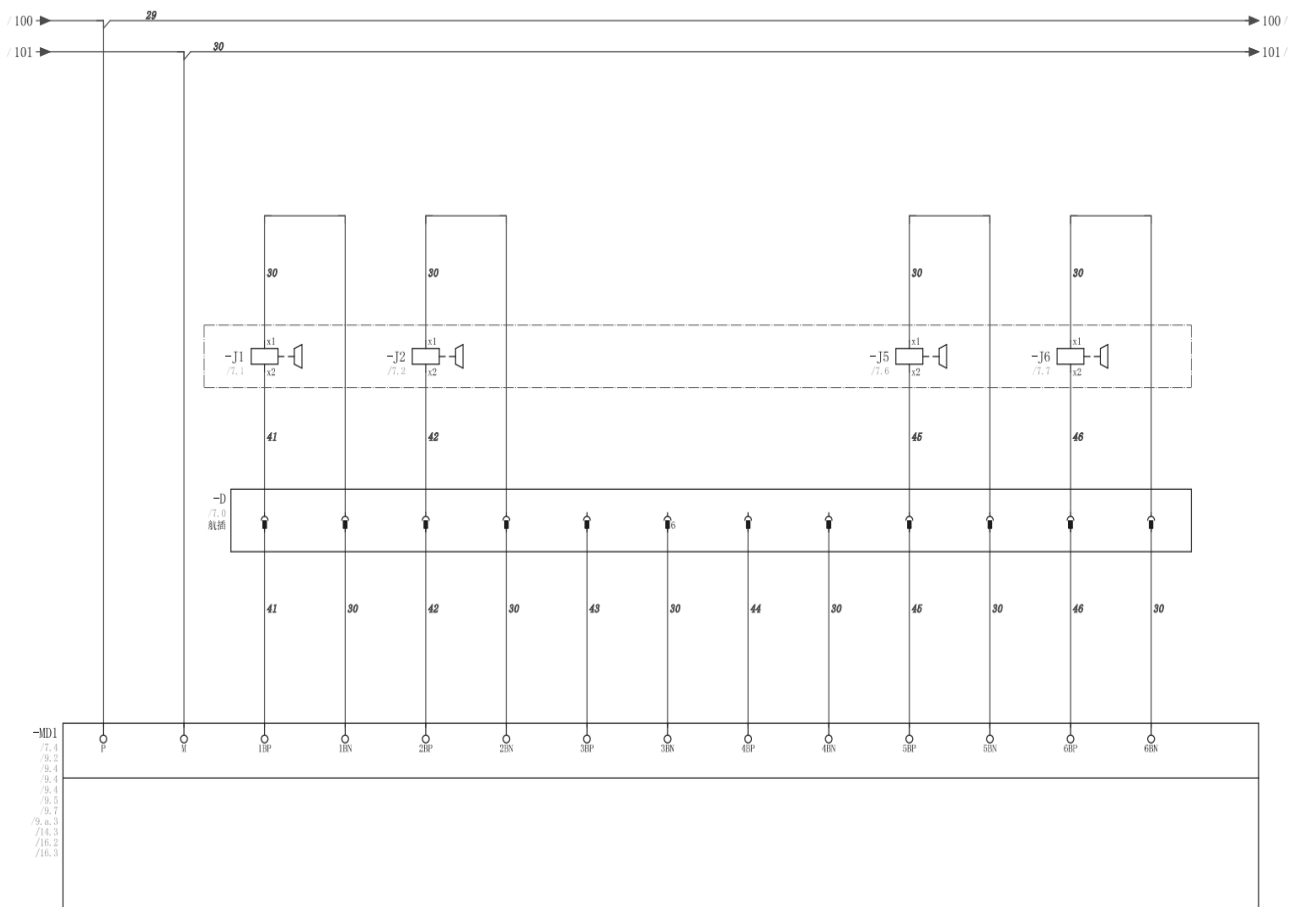 / 100
29
100 /
/ 101
30
101 /
30
30
30
30
-J1
/7.1
x1
x2
-J2
/7.2
x1
x2
-J5
/7.6
x1
x2
-J6
/7.7
x1
x2
41
42
45
46
-D
/7.0
航插
6
41
30
42
30
43
30
44
30
45
30
46
30
-MD1
/7.4
/9.2
/9.4
/9.4
/9.4
/9.5
/9.7
/9.a.3
/14.3
/16.2
/16.3
P
M
1BP
1BN
2BP
2BN
3BP
3BN
4BP
4BN
5BP
5BN
6BP
6BN